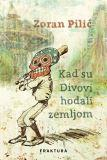 Zoran Pilić
Kad su
Divovi
hodali
zemljom
FRAKTURA